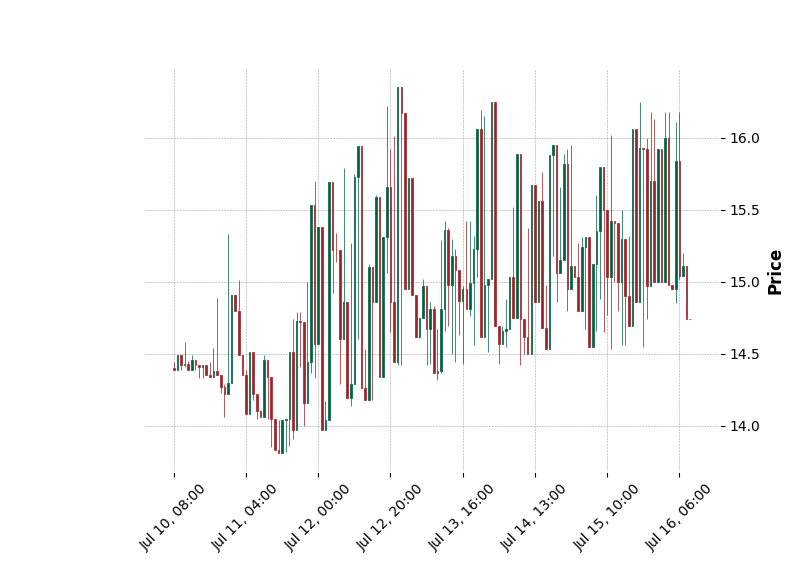 16.0
15.5
15.0
14.5
14.0
Price
Jul 10, 08:00
Jul 11, 04:00
Jul 12, 00:00
Jul 12, 20:00
Jul 13, 16:00
Jul 14, 13:00
Jul 15, 10:00
Jul 16, 06:00